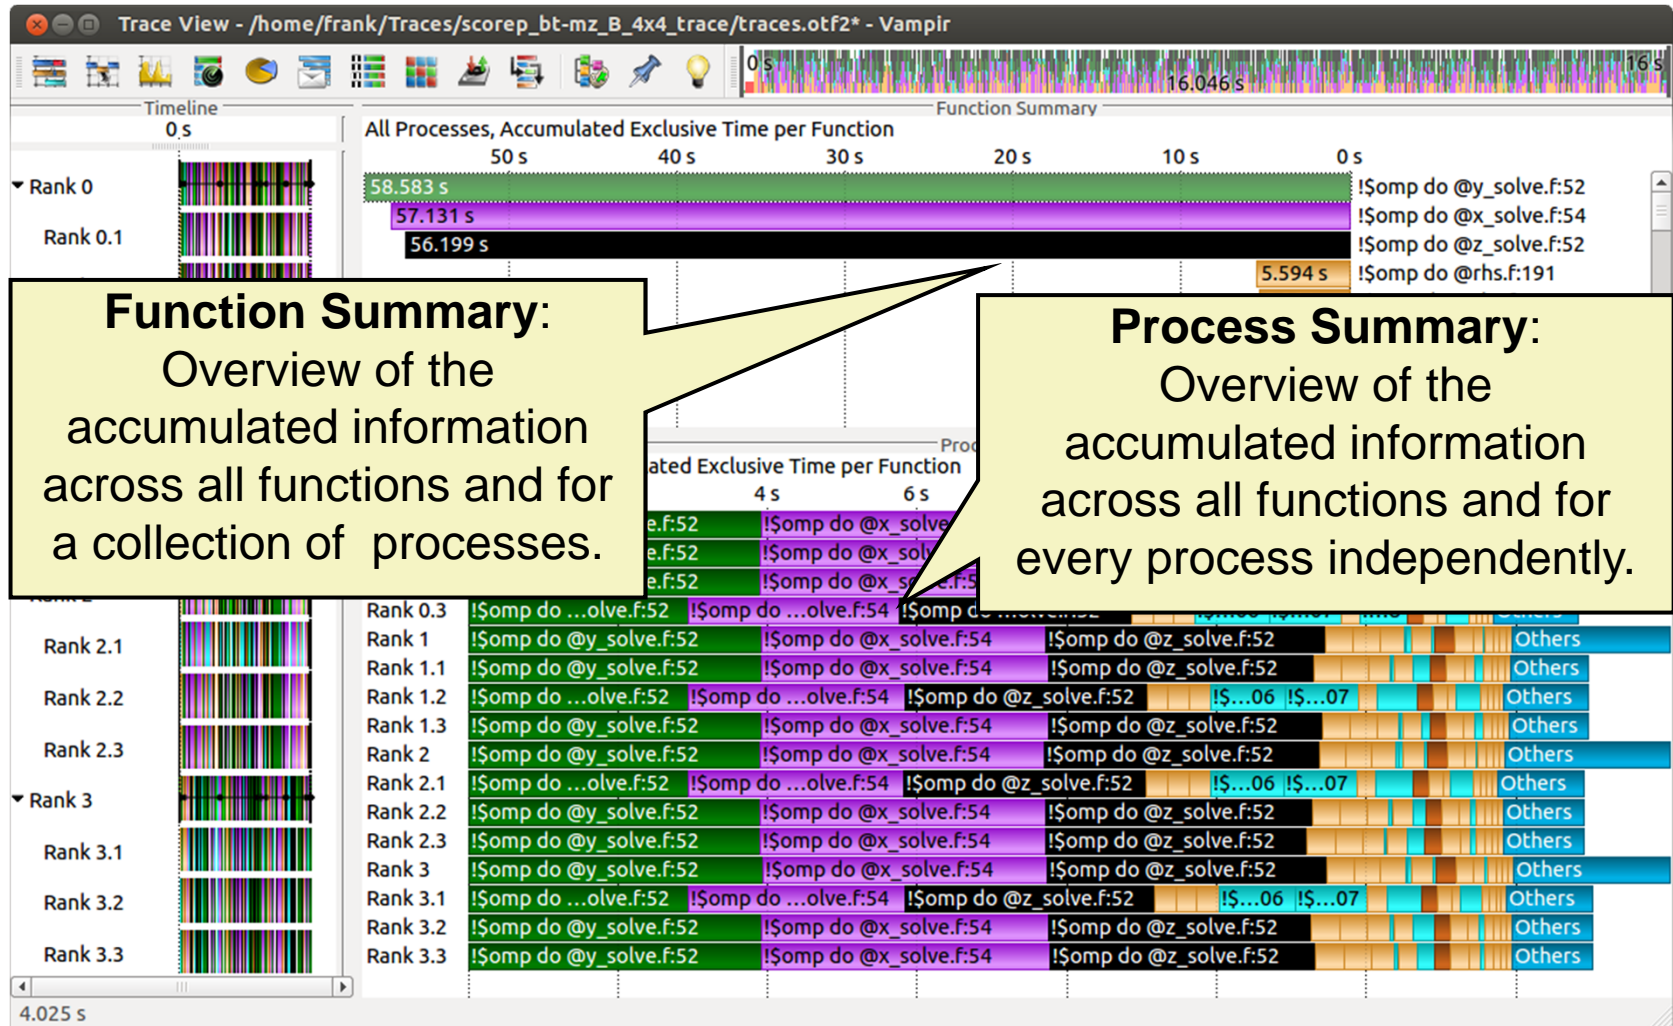 Trace View - /home/frank/Traces/scorep_bt-mz_B_4x4_trace/traces.otf2* - Vampir
0 s
16.046 s
16 s
Timeline
0 s
Rank 0
Rank 0.1
Function Summary
All Processes, Accumulated Exclusive Time per Function
50 s 40 s 30 s 20 s 10 s 0 s
58.583 s !$omp do @y_solve.f:52
57.131 s !$omp do @x_solve.f:54
56.199 s !$omp do @z_solve.f:52
5.594 s !$omp do @rhs.f:191
Function Summary:
Overview of the
accumulated information
across all functions and for
a collection of processes.
Process Summary:
Overview of the
accumulated information
across all functions and for
every process independently.
Exclusive Time per Function
4 s 6 s
e.f:52 !$omp do @x_solve
e.f:52
e.f:52
Rank 2.1
Rank 2.2
Rank 2.3
Rank 3
Rank 3.1
Rank 3.2
Rank 3.3
Rank 0.3 !$omp do ...olve.f:52 !$omp do ...olve.f:54
Rank 1 !$omp do @y_solve.f:52 !$omp do @x_solve.f:54 !$omp do @z_solve.f:52 Others
Rank 1.1 !$omp do @y_solve.f:52 !$omp do @x_solve.f:54 !$omp do @z_solve.f:52 Others
Rank 1.2 !$omp do ...olve.f:52 !$omp do ...olve.f:54 !$omp do @z_solve.f:52 !$...06 !$...07 Others
Rank 1.3 !$omp do @y_solve.f:52 !$omp do @x_solve.f:54 !$omp do @z_solve.f:52 Others
Rank 2 !$omp do @y_solve.f:52 !$omp do @x_solve.f:54 !$omp do @z_solve.f:52 Others
Rank 2.1 !$omp do ...olve.f:52 !$omp do ...olve.f:54 !$omp do @z_solve.f:52 !$...06 !$...07 Others
Rank 2.2 !$omp do @y_solve.f:52 !$omp do @x_solve.f:54 !$omp do @z_solve.f:52 Others
Rank 2.3 !$omp do @y_solve.f:52 !$omp do @x_solve.f:54 !$omp do @z_solve.f:52 Others
Rank 3 !$omp do @y_solve.f:52 !$omp do @x_solve.f:54 !$omp do @z_solve.f:52 Others
Rank 3.1 !$omp do ...olve.f:52 !$omp do ...olve.f:54 !$omp do @z_solve.f:52 !$...06 !$...07 Others
Rank 3.2 !$omp do @y_solve.f:52 !$omp do @x_solve.f:54 !$omp do @z_solve.f:52 Others
Rank 3.3 !$omp do @y_solve.f:52 !$omp do @x_solve.f:54 !$omp do @z_solve.f:52 Others
4.025 s